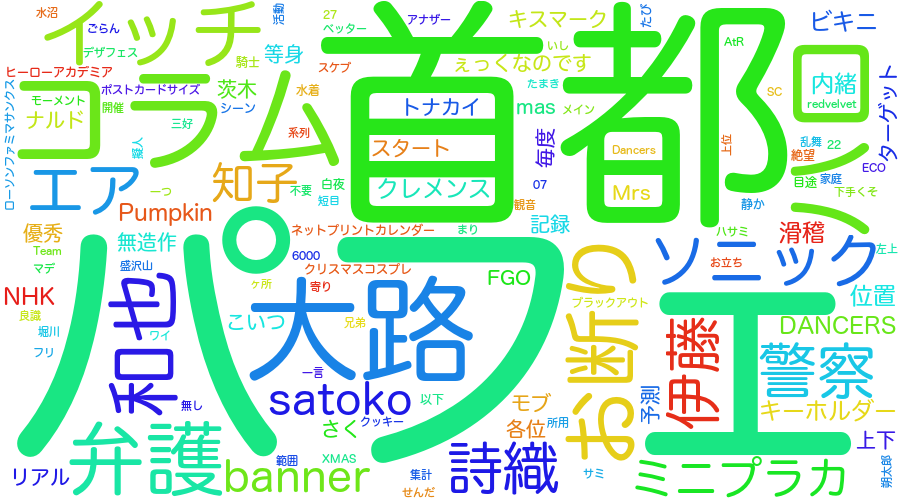 水沼
イッチ
ごらん
活動
27
ベッター
アナザー
たび
キスマーク
ビキニ
デザフェス
等身
騎士
いし
AtR
ヒーローアカデミア
スケブ
えっくなのです
ローソンファミマサンクス
コラム
首都
回
ポストカードサイズ
茨木
水着
たまき
内緒
ターゲット
モーメント
開催
シーン
トナカイ
mas
メイン
SC
redvelvet
ナルド
三好
系列
毎度
上位
乱舞
22
職人
スタート
Dancers
絶望
ECO
エア
知子
白夜
クレメンス
07
Mrs
目途
家庭
一つ
不要
短目
観音
下手くそ
Pumpkin
静か
優秀
無造作
ネットプリントカレンダー
まり
記録
ハサミ
滑稽
Team
パフェ
6000
お断り
ソニック
左上
マデ
盛沢山
クリスマスコスプレ
FGO
お立ち
NHK
和也
ヶ所
寄り
大路
位置
良識
こいつ
兄弟
ブラックアウト
DANCERS
堀川
ワイ
伊藤
フリ
一言
警察
無し
satoko
以下
モブ
予測
キーホルダー
弁護
さく
クッキー
各位
所用
上下
リアル
banner
範囲
XMAS
集計
詩織
サミ
ミニプラカ
朔太郎
せんだ